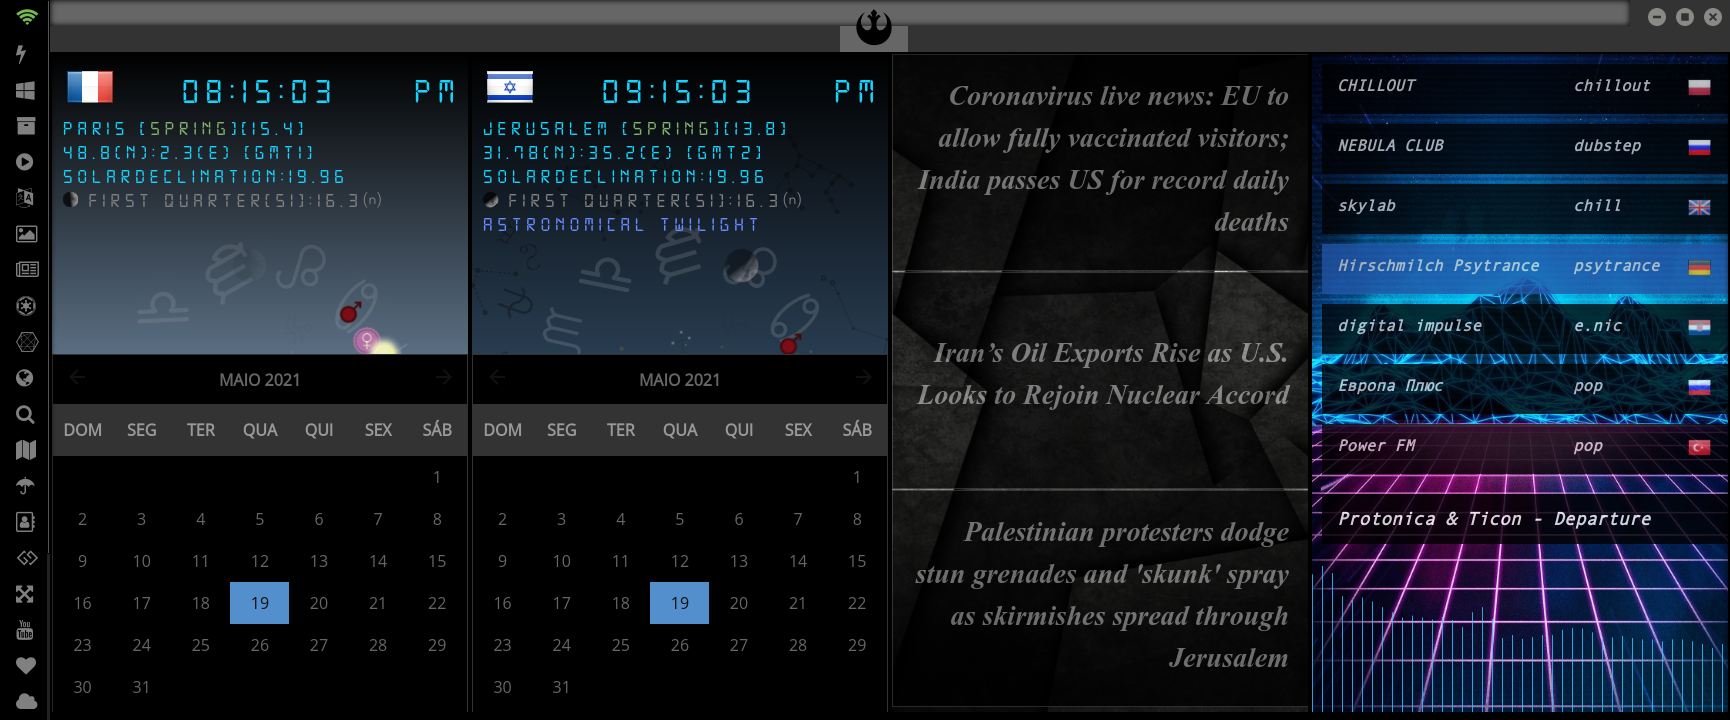 08:15:03 PM
PARIS [SPRING][15.4]
48.8(N):2.3(E) [GMT1]
SOLARDECLINATION:19.96
FIRST QUARTER(51):16.3(n)
MAIO 2021
DOM SEG TER QUA QUI SEX SÁB
1
2 3 4 5 6 7 8
9 10 11 12 13 14 15
16 17 18 19 20 21 22
23 24 25 26 27 28 29
30 31
09:15:03 PM
JERUSALEM [SPRING][13.8]
31.78(N):35.2(E) [GMT2]
SOLARDECLINATION:19.96
FIRST QUARTER(51):16.3(n)
ASTRONOMICAL TWILIGHT
MAIO 2021
DOM SEG TER QUA QUI SEX SÁB
1
2 3 4 5 6 7 8
9 10 11 12 13 14 15
16 17 18 19 20 21 22
23 24 25 26 27 28 29
30 31
Coronavirus live news: EU to
allow fully vaccinated visitors;
India passes US for record daily
deaths
Iran’s Oil Exports Rise as U.S.
Looks to Rejoin Nuclear Accord
Palestinian protesters dodge
stun grenades and 'skunk' spray
as skirmishes spread through
Jerusalem
CHILLOUT chillout
NEBULA CLUB dubstep
skylab chill
Hirschmilch Psytrance psytrance
digital impulse e.nic
Европа Плюс pop
Power FM pop
Protonica & Ticon - Departure
You
Tube